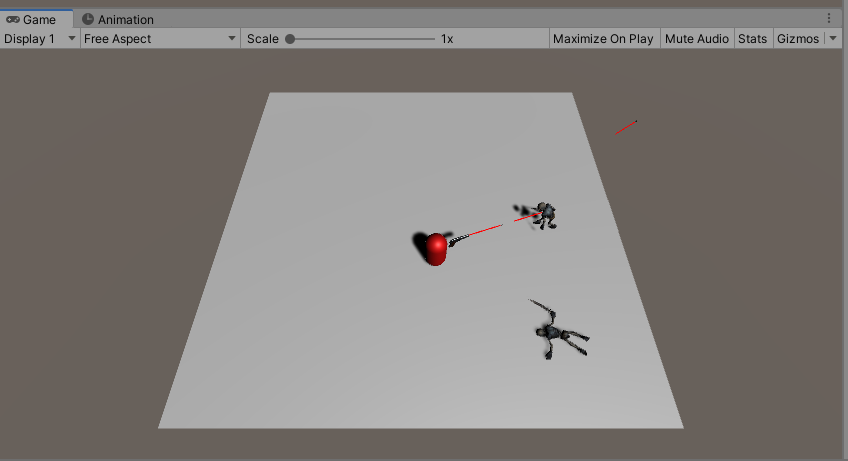 Game Animation
Display 1 Free Aspect Scale 1x Maximize On Play Mute Audio Stats Gizmos